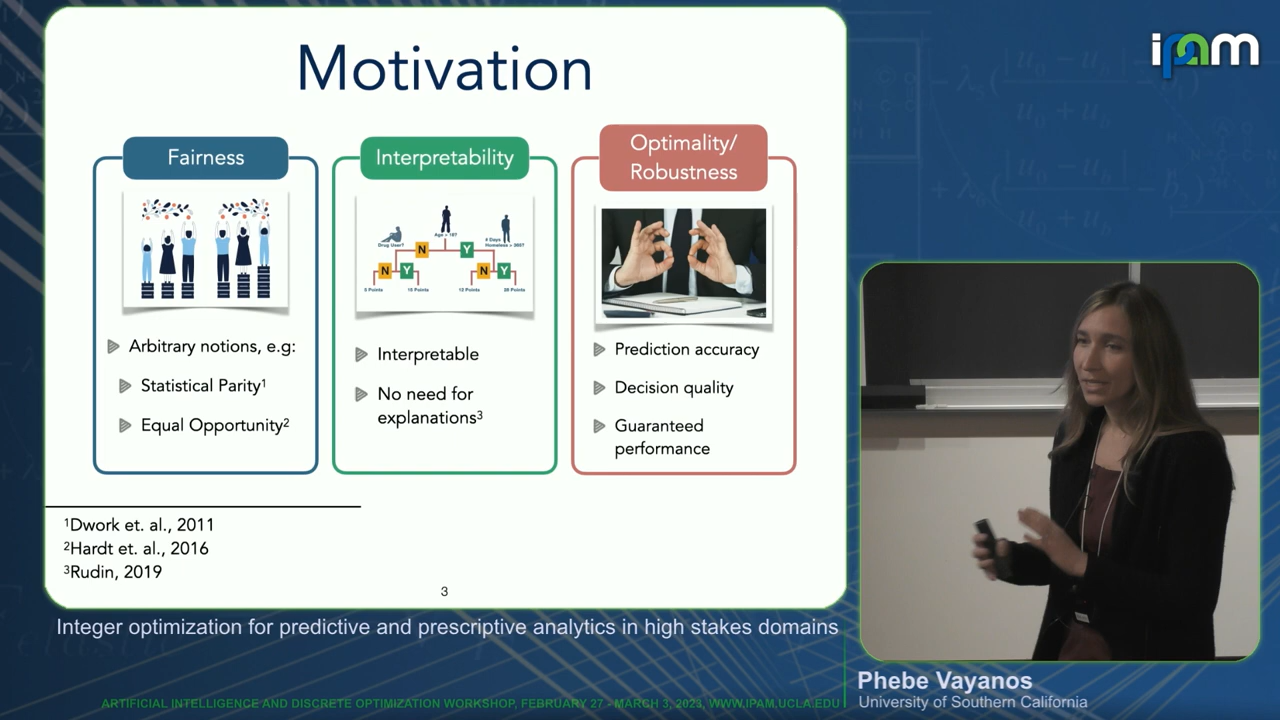 Motivation
Fairness
Arbitrary notions, e.g:
Statistical Parity¹
Equal Opportunity²
Interpretability
Drug User?
Age > 18?
# Days
Homeless > 360?
N
Y
N
Y
N
Y
5 Points
15 Points
12 Points
20 Points
Interpretable
No need for
explanations³
Optimality/
Robustness
Prediction accuracy
Decision quality
Guaranteed
performance
¹Dwork et. al., 2011
²Hardt et. al., 2016
³Rudin, 2019
3
ipam
Integer optimization for predictive and prescriptive analytics in high stakes domains
Phebe Vayanos
University of Southern California
ARTIFICIAL INTELLIGENCE AND DISCRETE OPTIMIZATION WORKSHOP, FEBRUARY 27 - MARCH 3, 2023, WWW.IPAM.UCLA.EDU